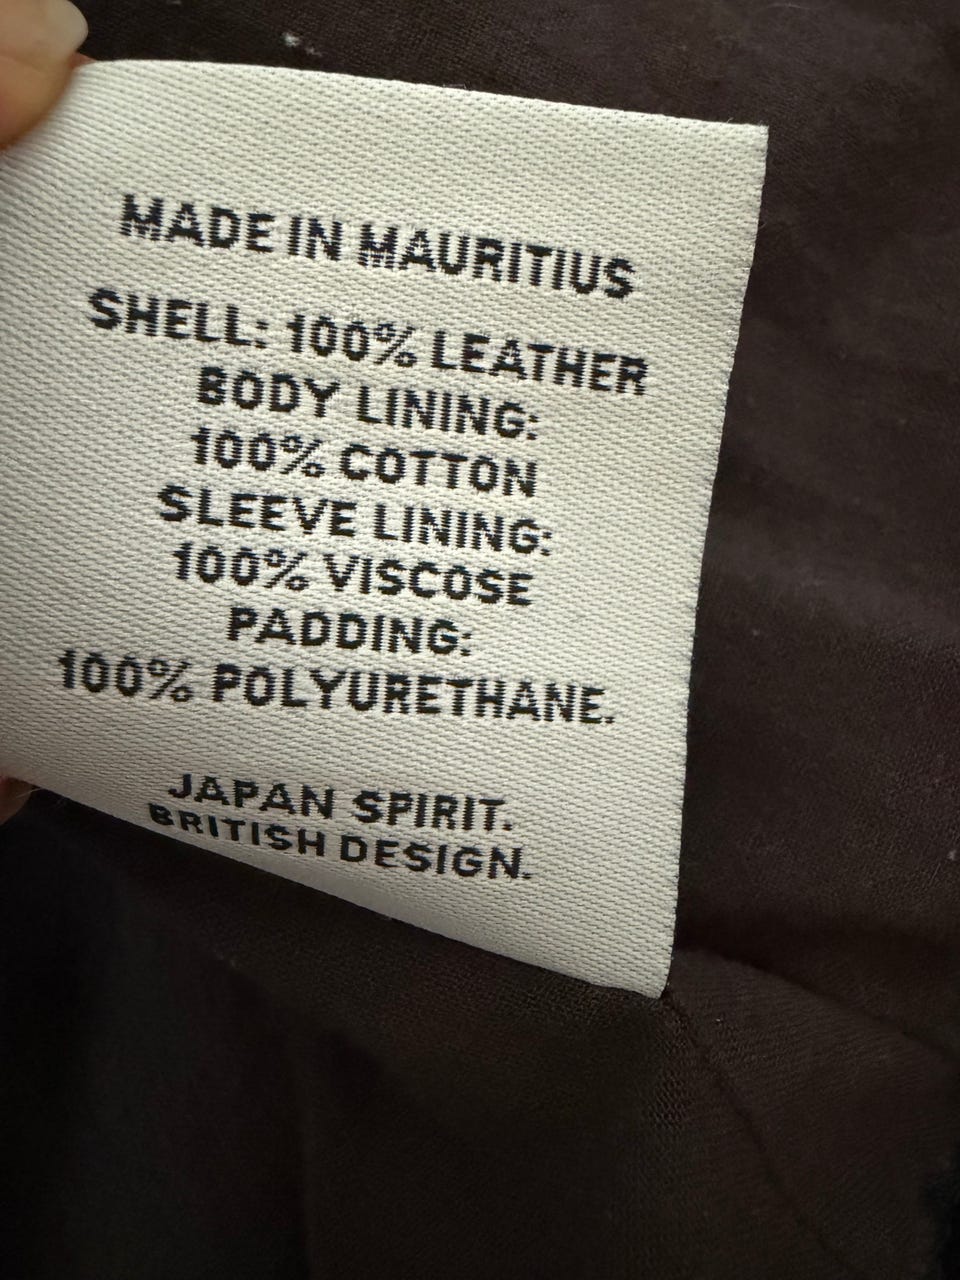 MADE IN MAURITIUS
SHELL: 100% LEATHER
BODY LINING:
100% COTTON
SLEEVE LINING:
100% VISCOSE
PADDING:
100% POLYURETHANE.
JAPAN SPIRIT.
BRITISH DESIGN.